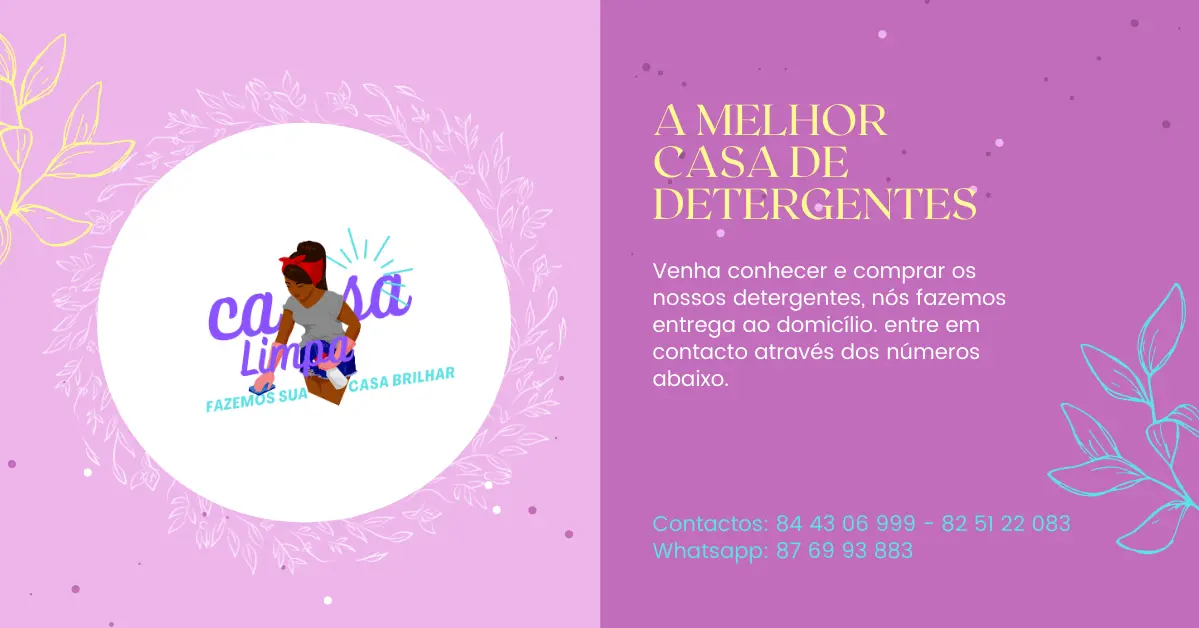 casa
Limpa
FAZEMOS SUA CASA BRILHAR
A MELHOR
CASA DE
DETERGENTES
Venha conhecer e comprar os
nossos detergentes, nós fazemos
entrega ao domicílio. entre em
contacto através dos números
abaixo.
Contactos: 84 43 06 999 - 82 51 22 083
Whatsapp: 87 69 93 883